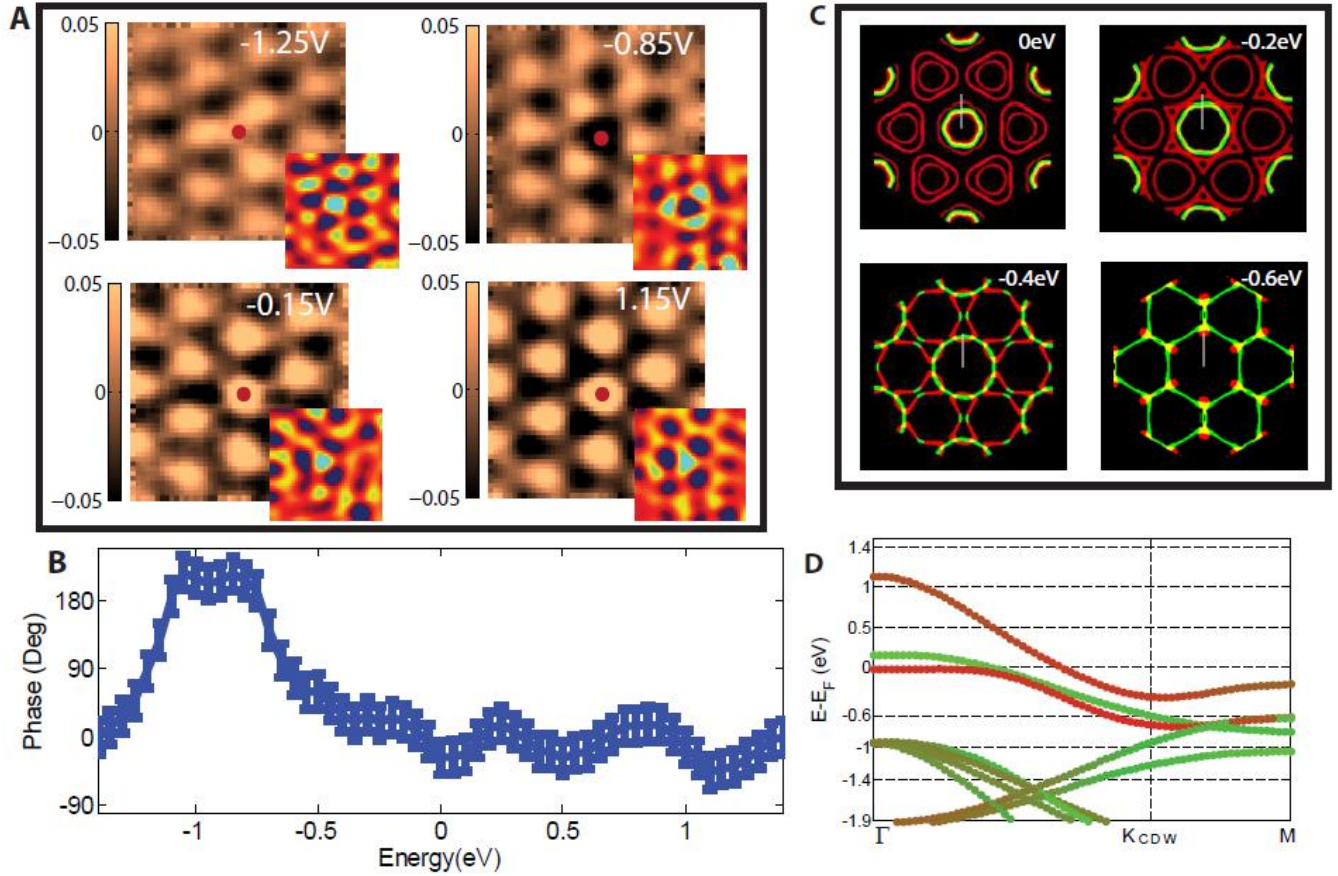 A
0.05
0
−0.05
-1.25V
0.05
0
−0.05
-0.85V
0.05
0
−0.05
-0.15V
0.05
0
−0.05
1.15V
B
Phase (Deg)
180
90
0
-90
-1
-0.5
0
0.5
1
Energy(eV)
C
0eV
-0.2eV
-0.4eV
-0.6eV
D
E-E_F (eV)
1.4
1
0.5
0
-0.6
-1
-1.4
-1.9
Γ
K_CDW
M